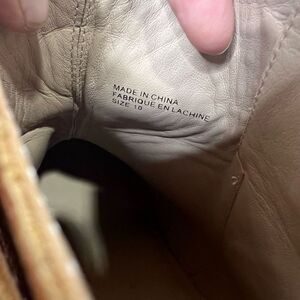 MADE IN CHINA
FABRIQUE EN LACHINE
SIZE 10